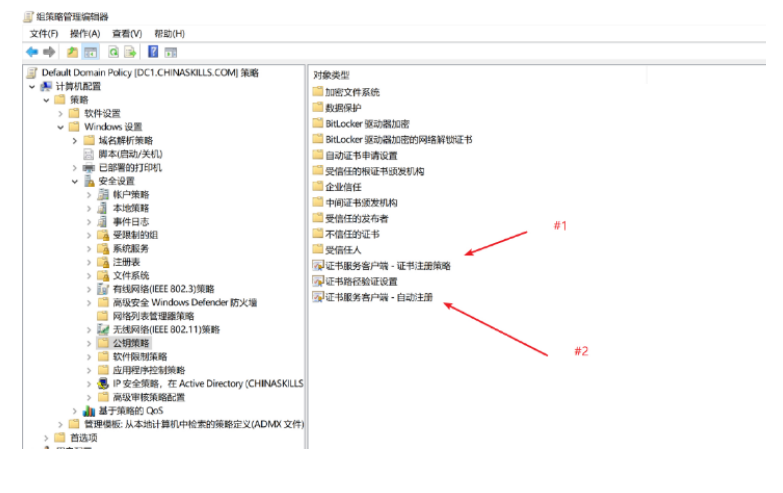 组策略管理编辑器
文件(F) 操作(A) 查看(V) 帮助(H)
Default Domain Policy [DC1.CHINASKILLS.COM] 策略
计算机配置
策略
软件设置
Windows 设置
域名解析策略
脚本(启动/关机)
已部署的打印机
安全设置
帐户策略
本地策略
事件日志
受限制的组
系统服务
注册表
文件系统
有线网络(IEEE 802.3)策略
高级安全 Windows Defender 防火墙
网络列表管理器策略
无线网络(IEEE 802.11)策略
公钥策略
软件限制策略
应用程序控制策略
IP 安全策略，在 Active Directory (CHINASKILLS
高级审核策略配置
基于策略的 QoS
管理模板: 从本地计算机中检索的策略定义(ADMX 文件)
首选项
对象类型
加密文件系统
数据保护
BitLocker 驱动器加密
BitLocker 驱动器加密的网络解锁证书
自动证书申请设置
受信任的根证书颁发机构
企业信任
中间证书颁发机构
受信任的发布者
不信任的证书
受信任人
证书服务客户端 - 证书注册策略
证书路径验证设置
证书服务客户端 - 自动注册
#1
#2